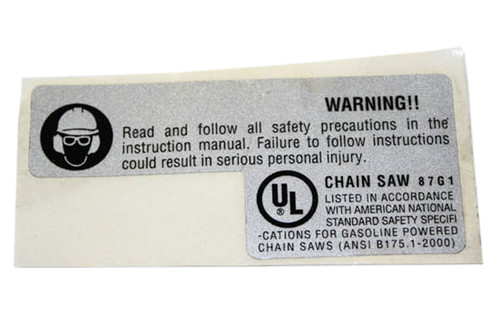 WARNING!!
Read and follow all safety precautions in the
instruction manual. Failure to follow instructions
could result in serious personal injury.
UL
CHAIN SAW 87G1
LISTED IN ACCORDANCE
WITH AMERICAN NATIONAL
STANDARD SAFETY SPECIFI
-CATIONS FOR GASOLINE POWERED
CHAIN SAWS (ANSI B175.1-2000)